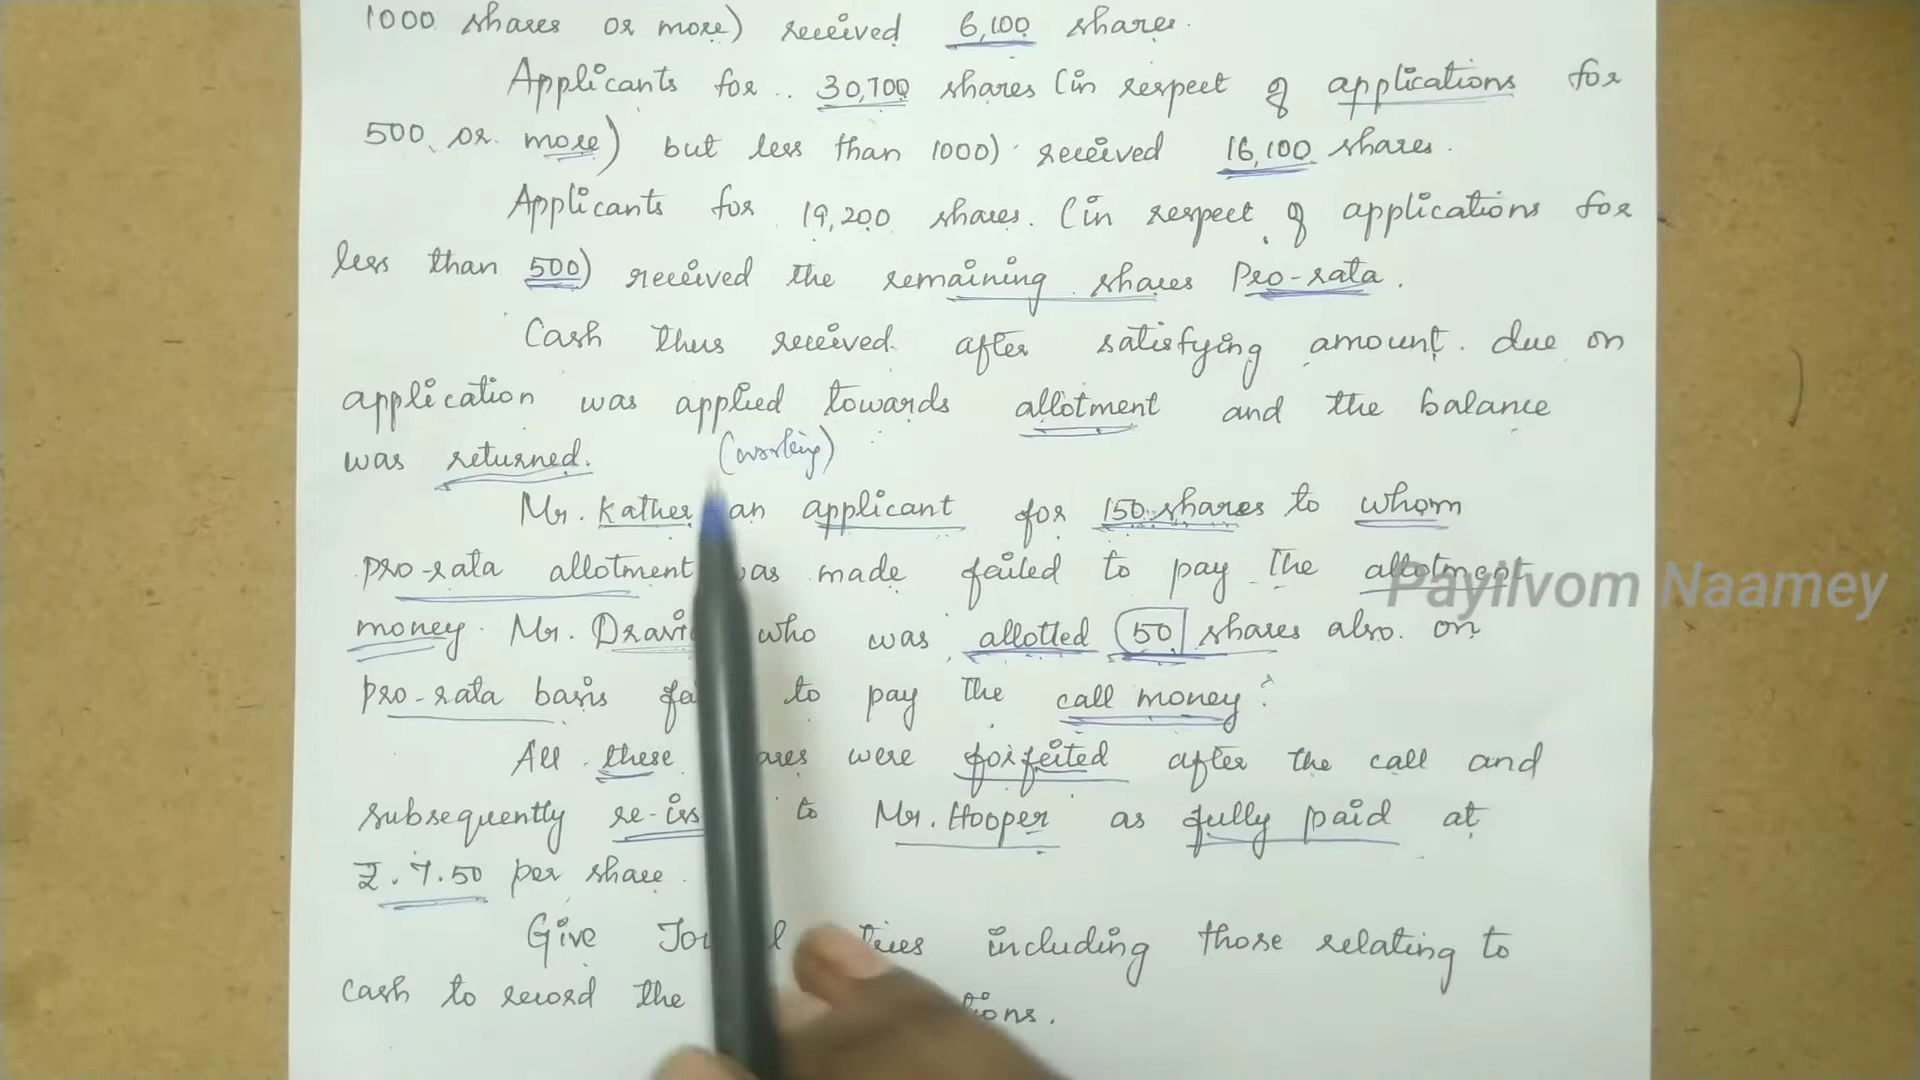 1000 shares or more) received 6,100 shares.
Applicants for 30,700 shares (in respect of applications for
500 or more) but less than 1000) received 16,100 shares.
Applicants for 19,200 shares. (in respect of applications for
less than 500) received the remaining shares Pro-rata.
Cash thus received after satisfying amount due on
application was applied towards allotment and the balance
was returned. (working)
Mr. Kather an applicant for 150 shares to whom
pro-rata allotment was made failed to pay the allotment
Payilvom Naamey
money. Mr. who was allotted 50 shares also on
pro-rata basis to pay the call money.
All these were forfeited after the call and
subsequently to Mr. Hooper as fully paid at
₹.7.50 per share.
Give including those relating to
cash to record the